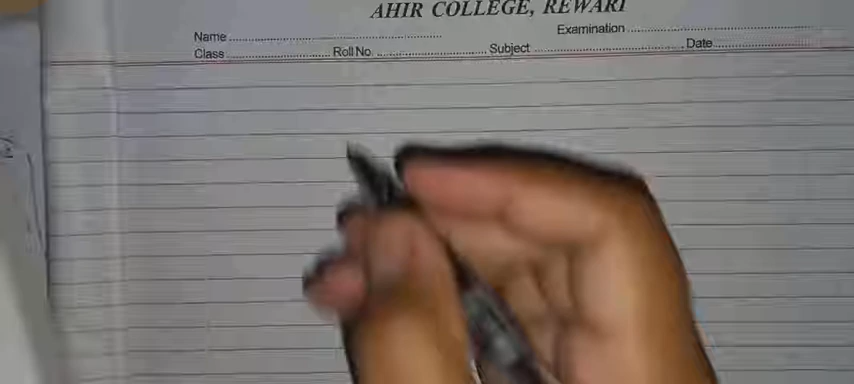 AHIR COLLEGE, REWARI
Name ........................................ Examination ........................................
Class .................... Roll No. .................... Subject ............................ Date....................